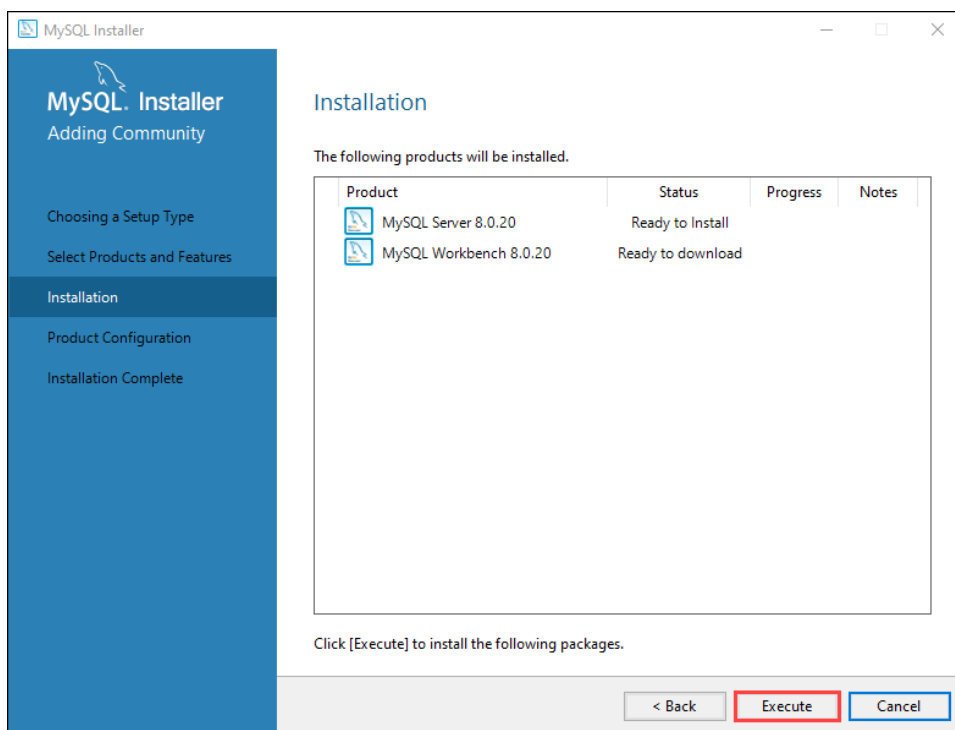 MySQL Installer
MySQL. Installer
Adding Community
Choosing a Setup Type
Select Products and Features
Installation
Product Configuration
Installation Complete
Installation
The following products will be installed.
Product Status Progress Notes
MySQL Server 8.0.20 Ready to Install
MySQL Workbench 8.0.20 Ready to download
Click [Execute] to install the following packages.
< Back Execute Cancel